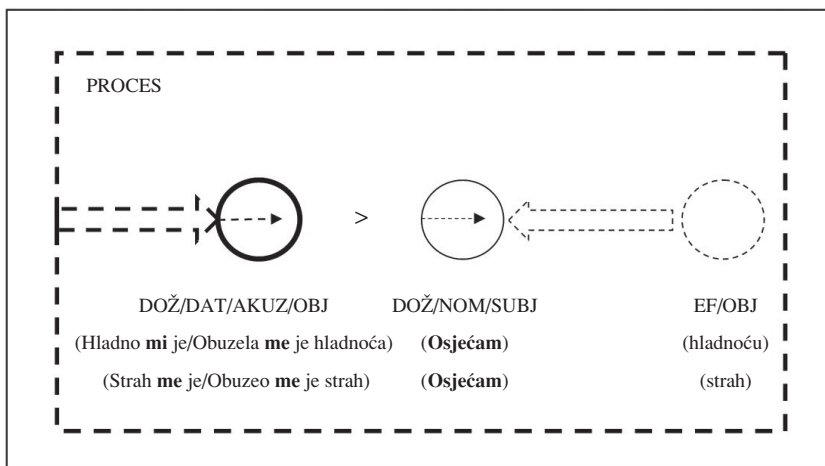 PROCES
>
DOŽ/DAT/AKUZ/OBJ DOŽ/NOM/SUBJ EF/OBJ
(Hladno mi je/Obuzela me je hladnoća) (Osjećam) (hladnoću)
(Strah me je/Obuzeo me je strah) (Osjećam) (strah)